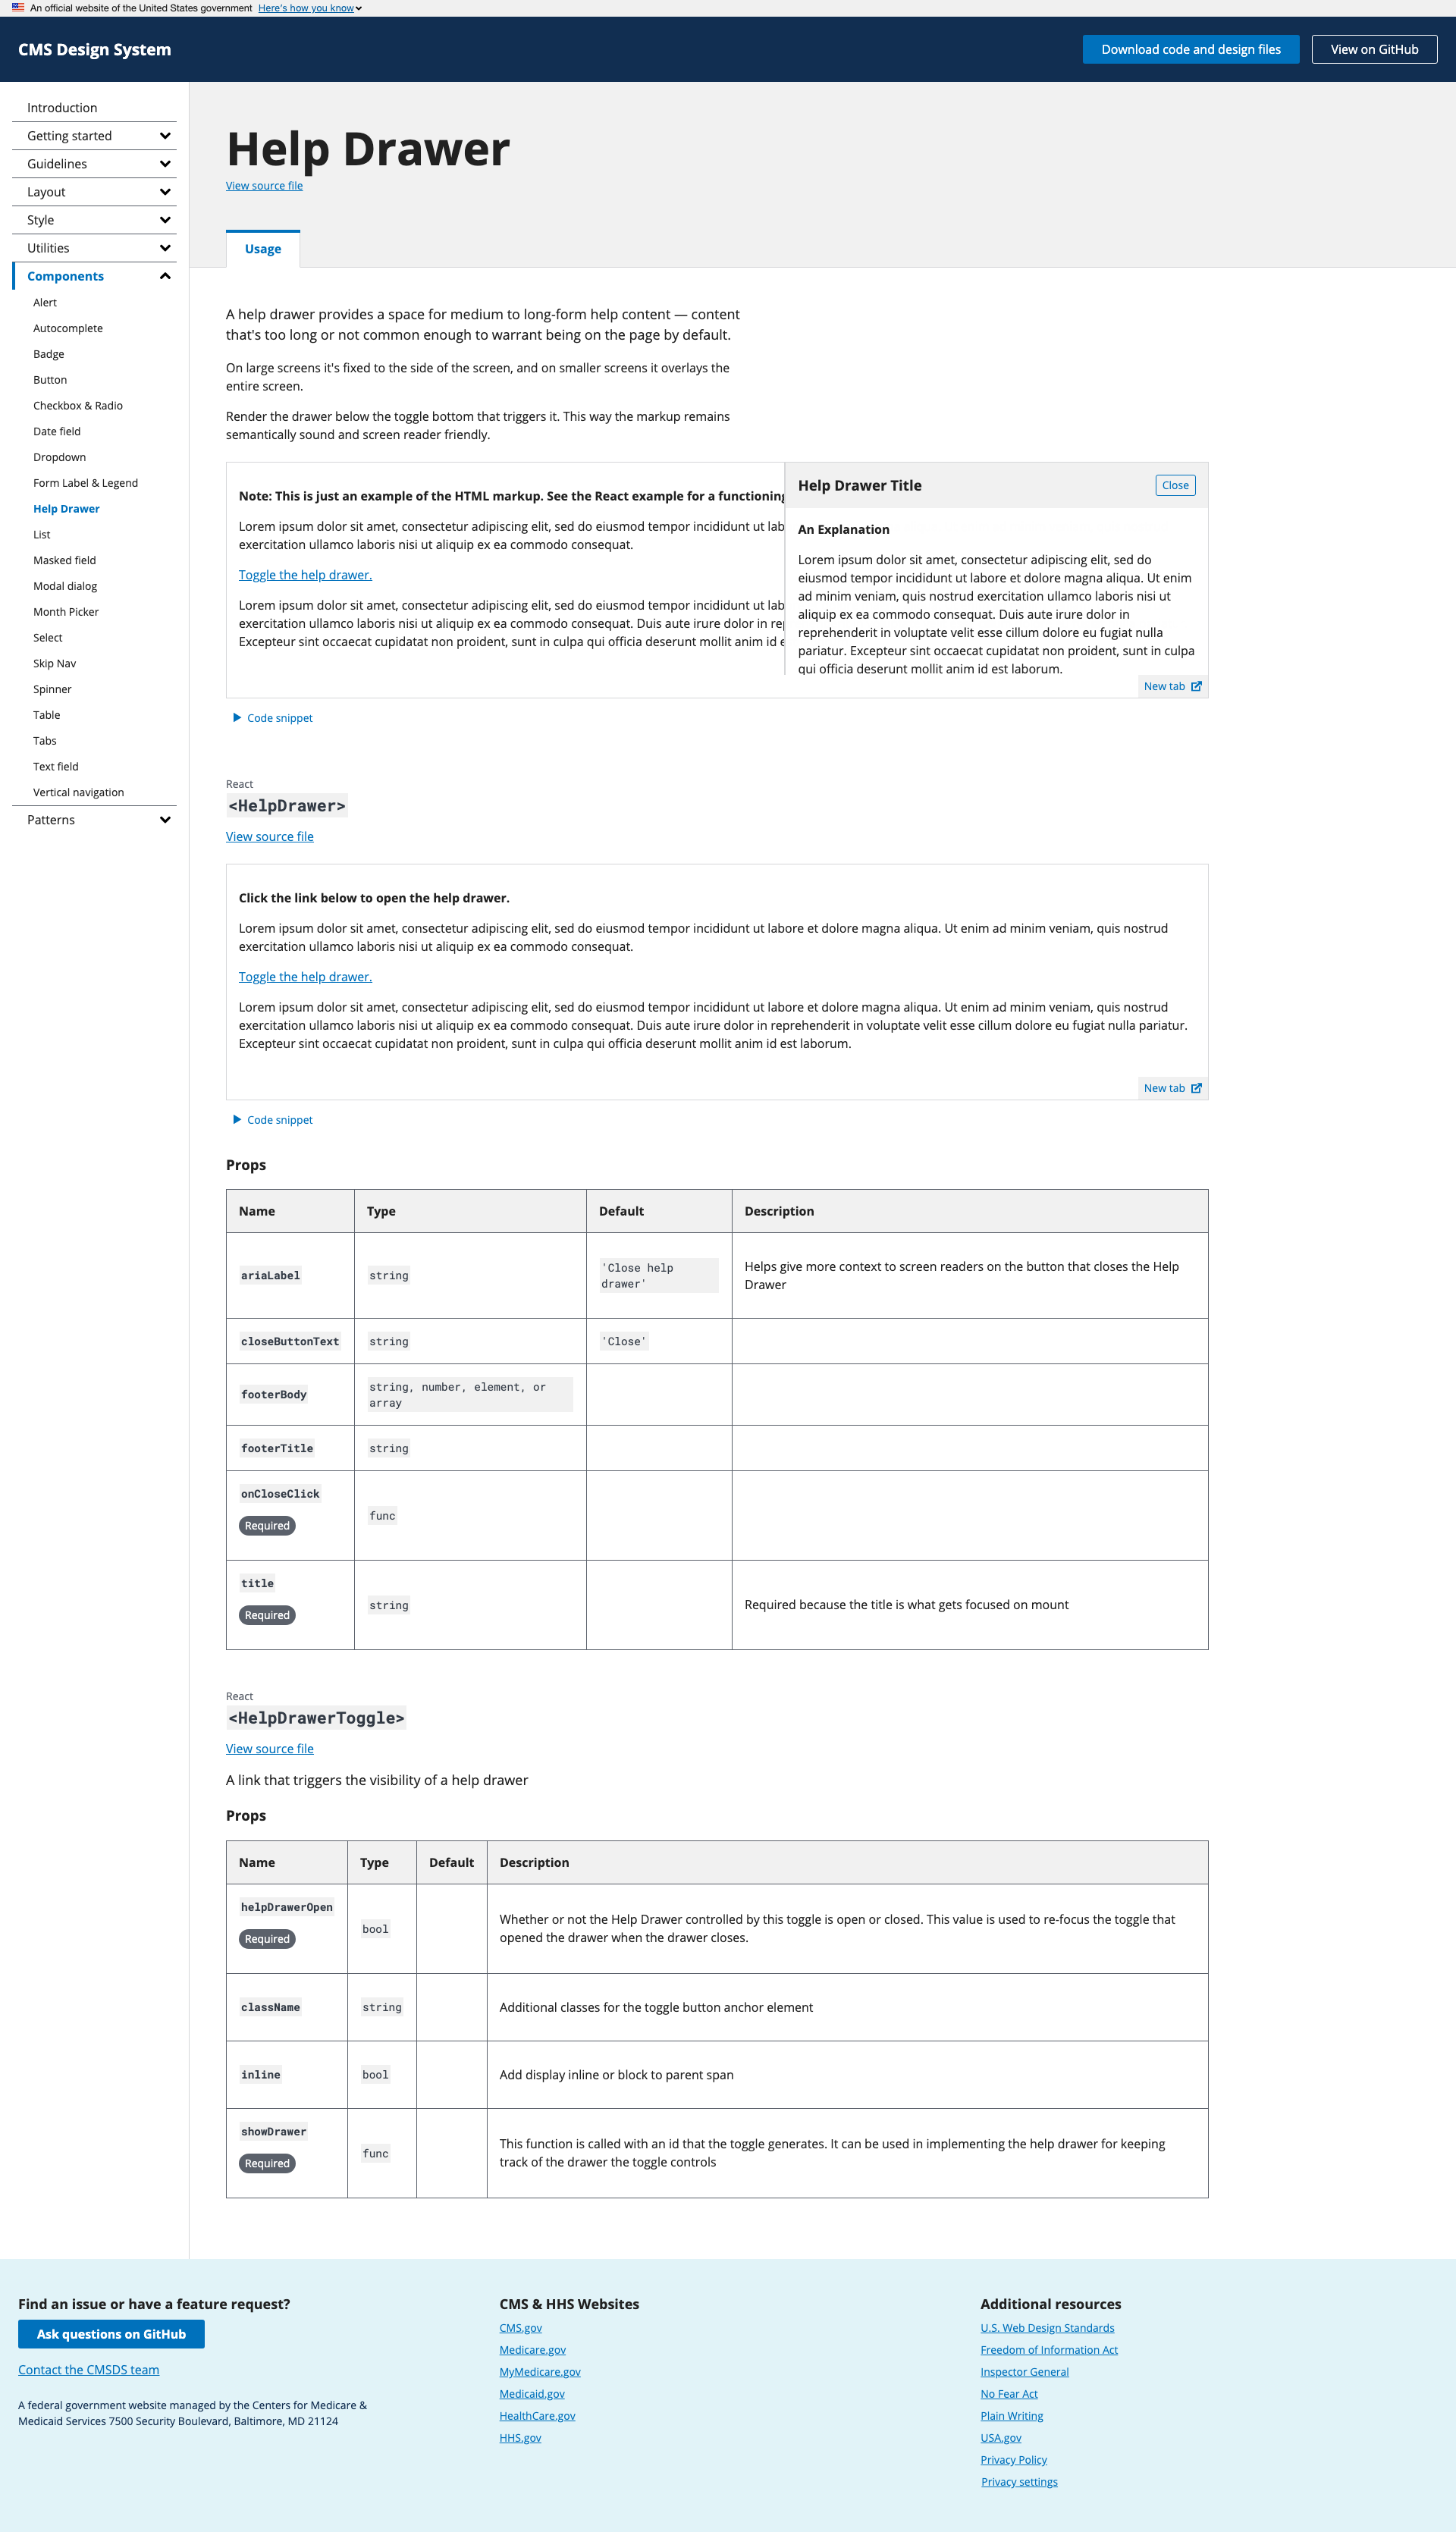 An official website of the United States government Here's how you know
CMS Design System
Download code and design files
View on GitHub
Introduction
Getting started
Guidelines
Layout
Style
Utilities
Components
Alert
Autocomplete
Badge
Button
Checkbox & Radio
Date field
Dropdown
Form Label & Legend
Help Drawer
List
Masked field
Modal dialog
Month Picker
Select
Skip Nav
Spinner
Table
Tabs
Text field
Vertical navigation
Patterns
Help Drawer
View source file
Usage
A help drawer provides a space for medium to long-form help content — content
that's too long or not common enough to warrant being on the page by default.
On large screens it's fixed to the side of the screen, and on smaller screens it overlays the
entire screen.
Render the drawer below the toggle bottom that triggers it. This way the markup remains
semantically sound and screen reader friendly.
Note: This is just an example of the HTML markup. See the React example for a functioning
Lorem ipsum dolor sit amet, consectetur adipiscing elit, sed do eiusmod tempor incididunt ut lab
exercitation ullamco laboris nisi ut aliquip ex ea commodo consequat.
Toggle the help drawer.
Lorem ipsum dolor sit amet, consectetur adipiscing elit, sed do eiusmod tempor incididunt ut lab
exercitation ullamco laboris nisi ut aliquip ex ea commodo consequat. Duis aute irure dolor in rep
Excepteur sint occaecat cupidatat non proident, sunt in culpa qui officia deserunt mollit anim id e
Help Drawer Title
Close
An Explanation
Lorem ipsum dolor sit amet, consectetur adipiscing elit, sed do
eiusmod tempor incididunt ut labore et dolore magna aliqua. Ut enim
ad minim veniam, quis nostrud exercitation ullamco laboris nisi ut
aliquip ex ea commodo consequat. Duis aute irure dolor in
reprehenderit in voluptate velit esse cillum dolore eu fugiat nulla
pariatur. Excepteur sint occaecat cupidatat non proident, sunt in culpa
qui officia deserunt mollit anim id est laborum.
New tab
Code snippet
React
<HelpDrawer>
View source file
Click the link below to open the help drawer.
Lorem ipsum dolor sit amet, consectetur adipiscing elit, sed do eiusmod tempor incididunt ut labore et dolore magna aliqua. Ut enim ad minim veniam, quis nostrud
exercitation ullamco laboris nisi ut aliquip ex ea commodo consequat.
Toggle the help drawer.
Lorem ipsum dolor sit amet, consectetur adipiscing elit, sed do eiusmod tempor incididunt ut labore et dolore magna aliqua. Ut enim ad minim veniam, quis nostrud
exercitation ullamco laboris nisi ut aliquip ex ea commodo consequat. Duis aute irure dolor in reprehenderit in voluptate velit esse cillum dolore eu fugiat nulla pariatur.
Excepteur sint occaecat cupidatat non proident, sunt in culpa qui officia deserunt mollit anim id est laborum.
New tab
Code snippet
Props
Name Type Default Description
ariaLabel string 'Close help
drawer'
Helps give more context to screen readers on the button that closes the Help
Drawer
closeButtonText string 'Close'
footerBody string, number, element, or
array
footerTitle string
onCloseClick
Required
func
title
Required
string
Required because the title is what gets focused on mount
React
<HelpDrawerToggle>
View source file
A link that triggers the visibility of a help drawer
Props
Name Type Default Description
helpDrawerOpen
Required
bool
Whether or not the Help Drawer controlled by this toggle is open or closed. This value is used to re-focus the toggle that
opened the drawer when the drawer closes.
className string Additional classes for the toggle button anchor element
inline bool Add display inline or block to parent span
showDrawer
Required
func
This function is called with an id that the toggle generates. It can be used in implementing the help drawer for keeping
track of the drawer the toggle controls
Find an issue or have a feature request?
Ask questions on GitHub
Contact the CMSDS team
A federal government website managed by the Centers for Medicare &
Medicaid Services 7500 Security Boulevard, Baltimore, MD 21124
CMS & HHS Websites
CMS.gov
Medicare.gov
MyMedicare.gov
Medicaid.gov
HealthCare.gov
HHS.gov
Additional resources
U.S. Web Design Standards
Freedom of Information Act
Inspector General
No Fear Act
Plain Writing
USA.gov
Privacy Policy
Privacy settings